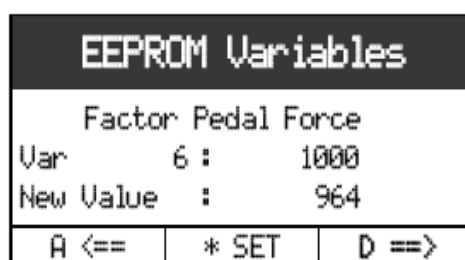 EEPROM Variables
Factor Pedal Force
Var 6 : 1000
New Value : 964
A <== * SET D ==>